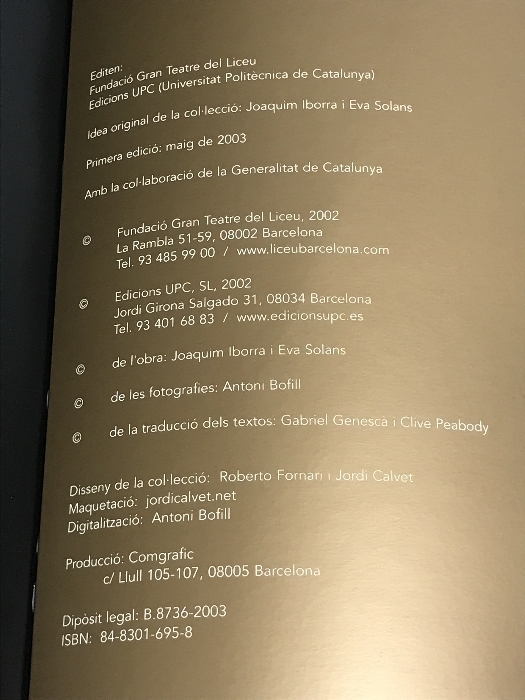 Editen:
Fundació Gran Teatre del Liceu
Edicions UPC (Universitat Politècnica de Catalunya)
Idea original de la col·lecció: Joaquim Iborra i Eva Solans
Primera edició: maig de 2003
Amb la col·laboració de la Generalitat de Catalunya
© Fundació Gran Teatre del Liceu, 2002
La Rambla 51-59, 08002 Barcelona
Tel. 93 485 99 00 / www.liceubarcelona.com
© Edicions UPC, SL, 2002
Jordi Girona Salgado 31, 08034 Barcelona
Tel. 93 401 68 83 / www.edicionsupc.es
© de l'obra: Joaquim Iborra i Eva Solans
© de les fotografies: Antoni Bofill
© de la traducció dels textos: Gabriel Genescà i Clive Peabody
Disseny de la col·lecció: Roberto Fornari i Jordi Calvet
Maquetació: jordicalvet.net
Digitalització: Antoni Bofill
Producció: Comgrafic
c/ Llull 105-107, 08005 Barcelona
Dipòsit legal: B.8736-2003
ISBN: 84-8301-695-8